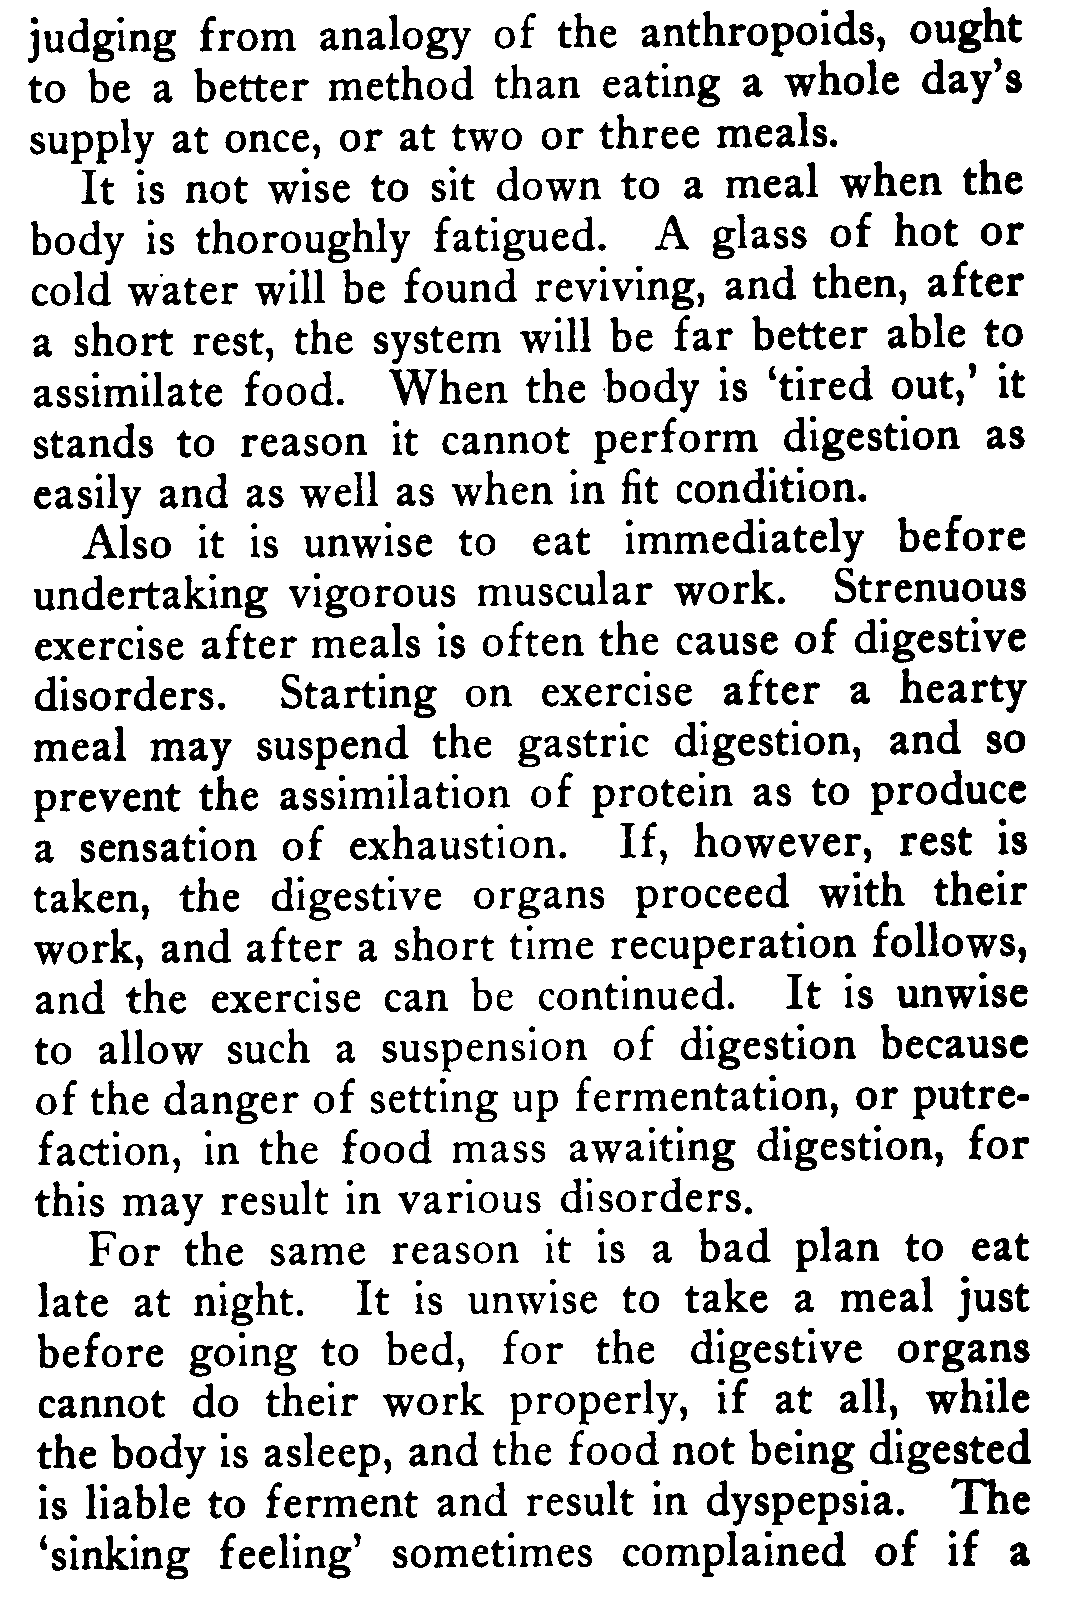 judging from analogy of the anthropoids, ought
to be a better method than eating a whole day's
supply at once, or at two or three meals.
It is not wise to sit down to a meal when the
body is thoroughly fatigued. A glass of hot or
cold water will be found reviving, and then, after
a short rest, the system will be far better able to
assimilate food. When the body is ‘tired out,’ it
stands to reason it cannot perform digestion as
easily and as well as when in fit condition.
Also it is unwise to eat immediately before
undertaking vigorous muscular work. Strenuous
exercise after meals is often the cause of digestive
disorders. Starting on exercise after a hearty
meal may suspend the gastric digestion, and so
prevent the assimilation of protein as to produce
a sensation of exhaustion. If, however, rest is
taken, the digestive organs proceed with their
work, and after a short time recuperation follows,
and the exercise can be continued. It is unwise
to allow such a suspension of digestion because
of the danger of setting up fermentation, or putre-
faction, in the food mass awaiting digestion, for
this may result in various disorders.
For the same reason it is a bad plan to eat
late at night. It is unwise to take a meal just
before going to bed, for the digestive organs
cannot do their work properly, if at all, while
the body is asleep, and the food not being digested
is liable to ferment and result in dyspepsia. The
‘sinking feeling’ sometimes complained of if a